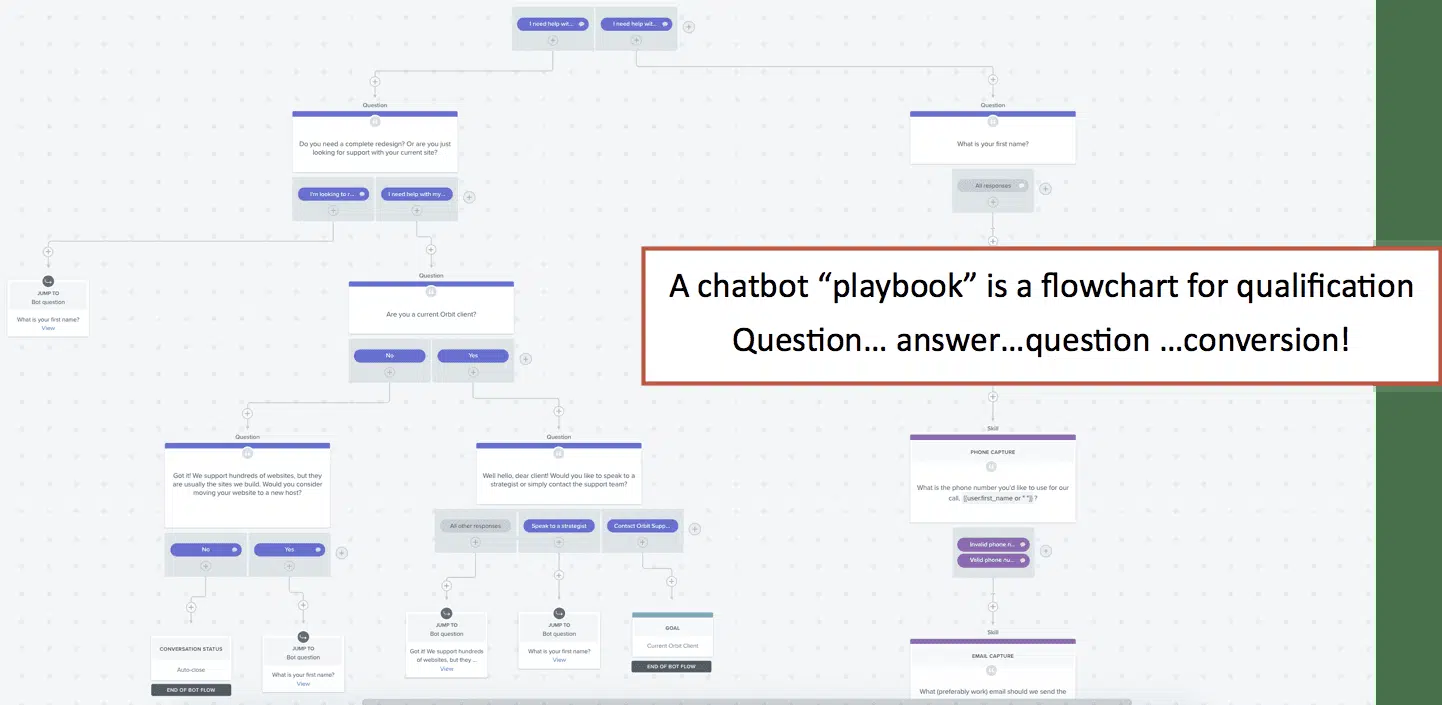 I need help wit...
I need help wit...
Question
Do you need a complete redesign? Or are you just
looking for support with your current site?
I'm looking to r...
I need help with my...
Question
What is your first name?
All responses
JUMP TO
Bot question
What is your first name?
View
Question
Are you a current Orbit client?
No
Yes
A chatbot “playbook” is a flowchart for qualification
Question... answer...question ...conversion!
Question
Got it! We support hundreds of websites, but they
are usually the sites we build. Would you consider
moving your website to a new host?
No
Yes
Question
Well hello, dear client! Would you like to speak to a
strategist or simply contact the support team?
All other responses
Speak to a strategist
Contact Orbit Supp...
Skill
PHONE CAPTURE
What is the phone number you'd like to use for our
call, {{user.first_name or " "}} ?
Invalid phone n...
Valid phone nu...
CONVERSATION STATUS
Auto-close
END OF BOT FLOW
JUMP TO
Bot question
What is your first name?
View
JUMP TO
Bot question
Got it! We support hundreds
of websites, but they....
View
JUMP TO
Bot question
What is your first name?
View
GOAL
Current Orbit Client
END OF BOT FLOW
Skill
EMAIL CAPTURE
What (preferably work) email should we send the